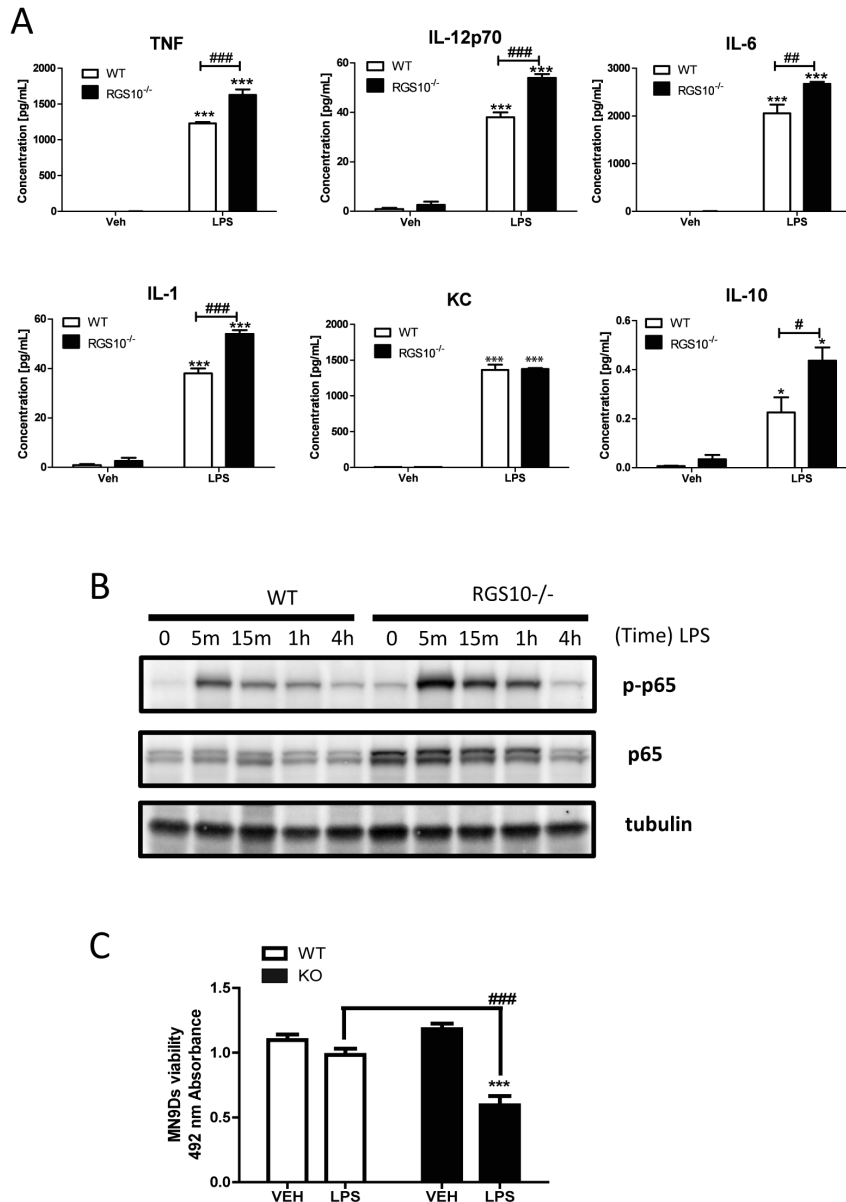 A
TNF
Concentration [pg/mL]
2000
1500
1000
500
0
WT
RGS10-/-
***
***
###
Veh
LPS
IL-12p70
Concentration [pg/mL]
60
40
20
0
WT
RGS10-/-
***
***
###
Veh
LPS
IL-6
Concentration [pg/mL]
3000
2000
1000
0
WT
RGS10-/-
***
***
##
Veh
LPS
IL-1
Concentration [pg/mL]
60
40
20
0
WT
RGS10-/-
***
***
###
Veh
LPS
KC
Concentration [pg/mL]
2000
1500
1000
500
0
WT
RGS10-/-
***
***
Veh
LPS
IL-10
Concentration [pg/mL]
0.6
0.4
0.2
0.0
WT
RGS10-/-
*
*
#
Veh
LPS
B
WT RGS10-/-
0 5m 15m 1h 4h 0 5m 15m 1h 4h (Time) LPS
p-p65
p65
tubulin
C
WT
KO
MN9Ds viability
492 nm Absorbance
1.5
1.0
0.5
0.0
###
***
VEH LPS VEH LPS